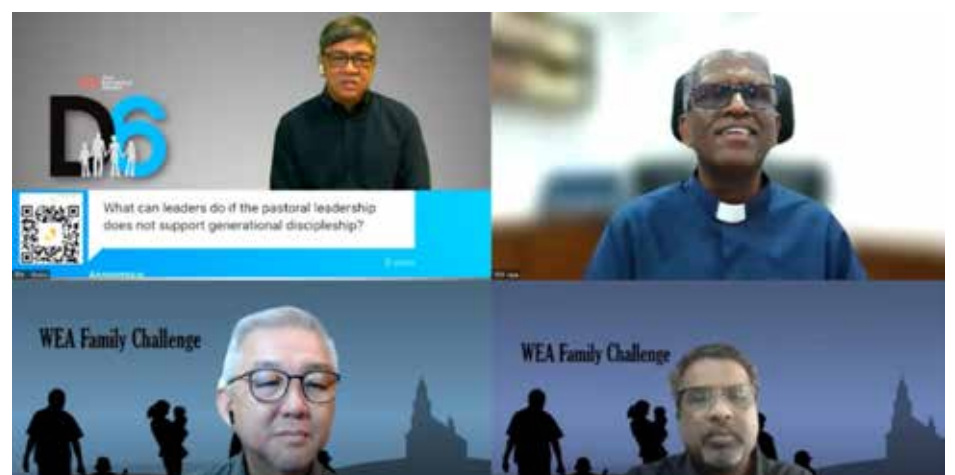 D6
What can leaders do if the pastoral leadership
does not support generational discipleship?
WEA Family Challenge
WEA Family Challenge